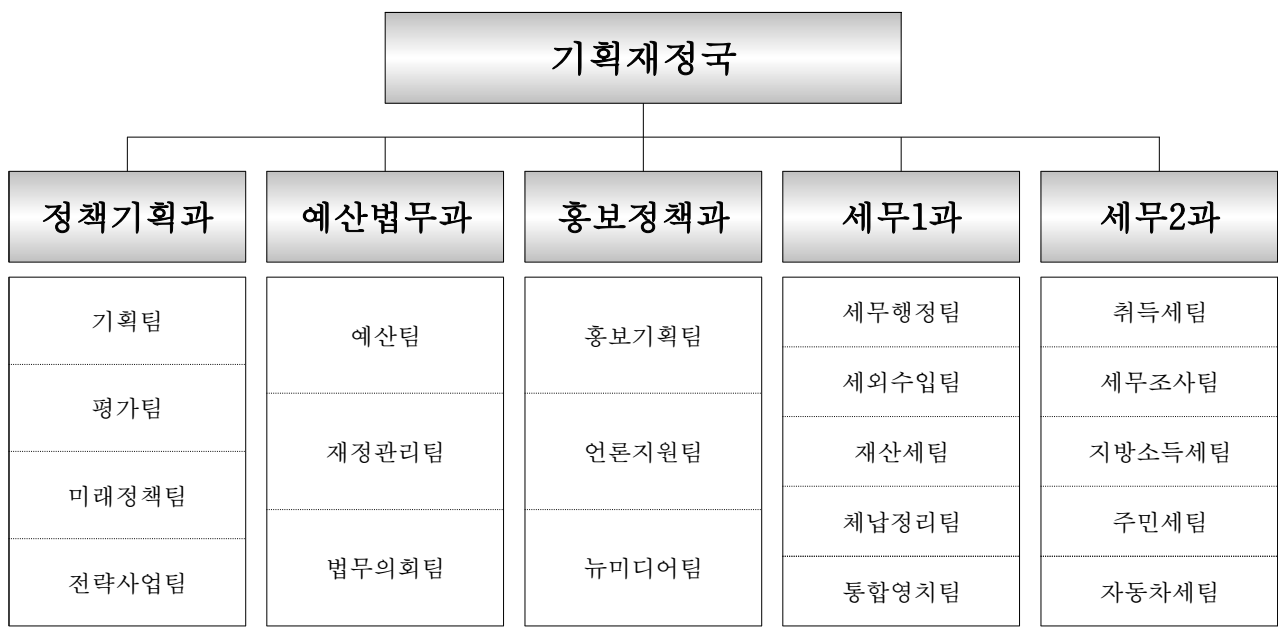 기획재정국
정책기획과
예산법무과
홍보정책과
세무1과
세무2과
기획팀
평가팀
미래정책팀
전략사업팀
예산팀
재정관리팀
법무의회팀
홍보기획팀
언론지원팀
뉴미디어팀
세무행정팀
세외수입팀
재산세팀
체납정리팀
통합영치팀
취득세팀
세무조사팀
지방소득세팀
주민세팀
자동차세팀